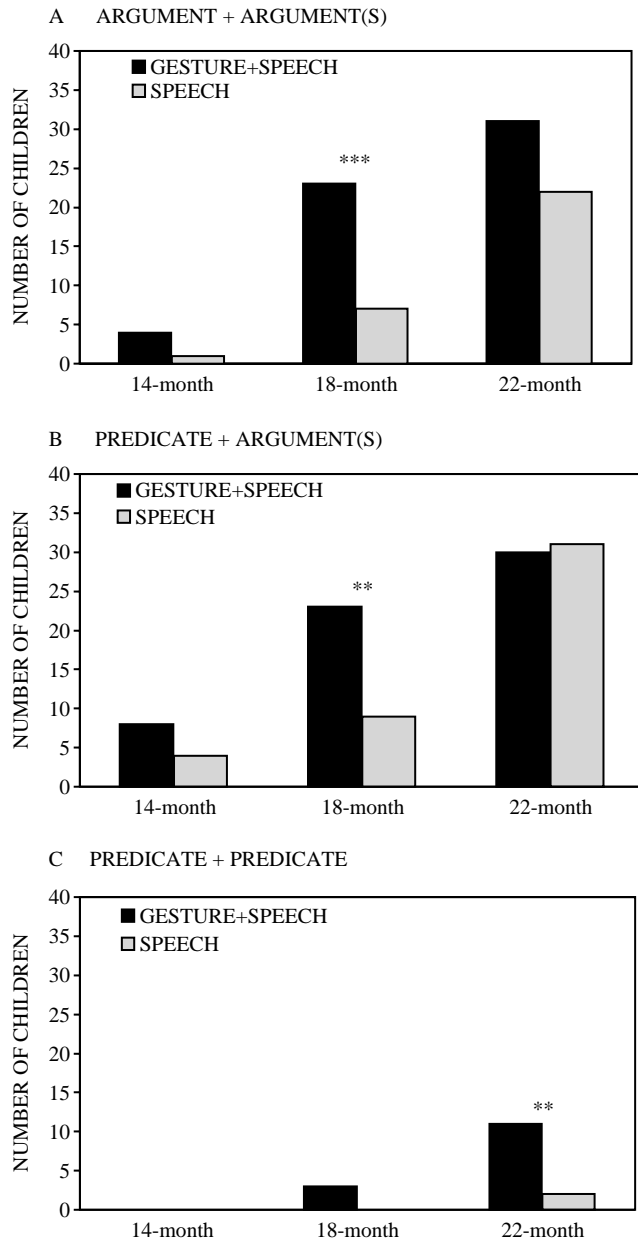 A ARGUMENT + ARGUMENT(S)
40
35
30
25
20
15
10
5
0
NUMBER OF CHILDREN
GESTURE+SPEECH
SPEECH
***
14-month 18-month 22-month
B PREDICATE + ARGUMENT(S)
40
35
30
25
20
15
10
5
0
NUMBER OF CHILDREN
GESTURE+SPEECH
SPEECH
**
14-month 18-month 22-month
C PREDICATE + PREDICATE
40
35
30
25
20
15
10
5
0
NUMBER OF CHILDREN
GESTURE+SPEECH
SPEECH
**
14-month 18-month 22-month